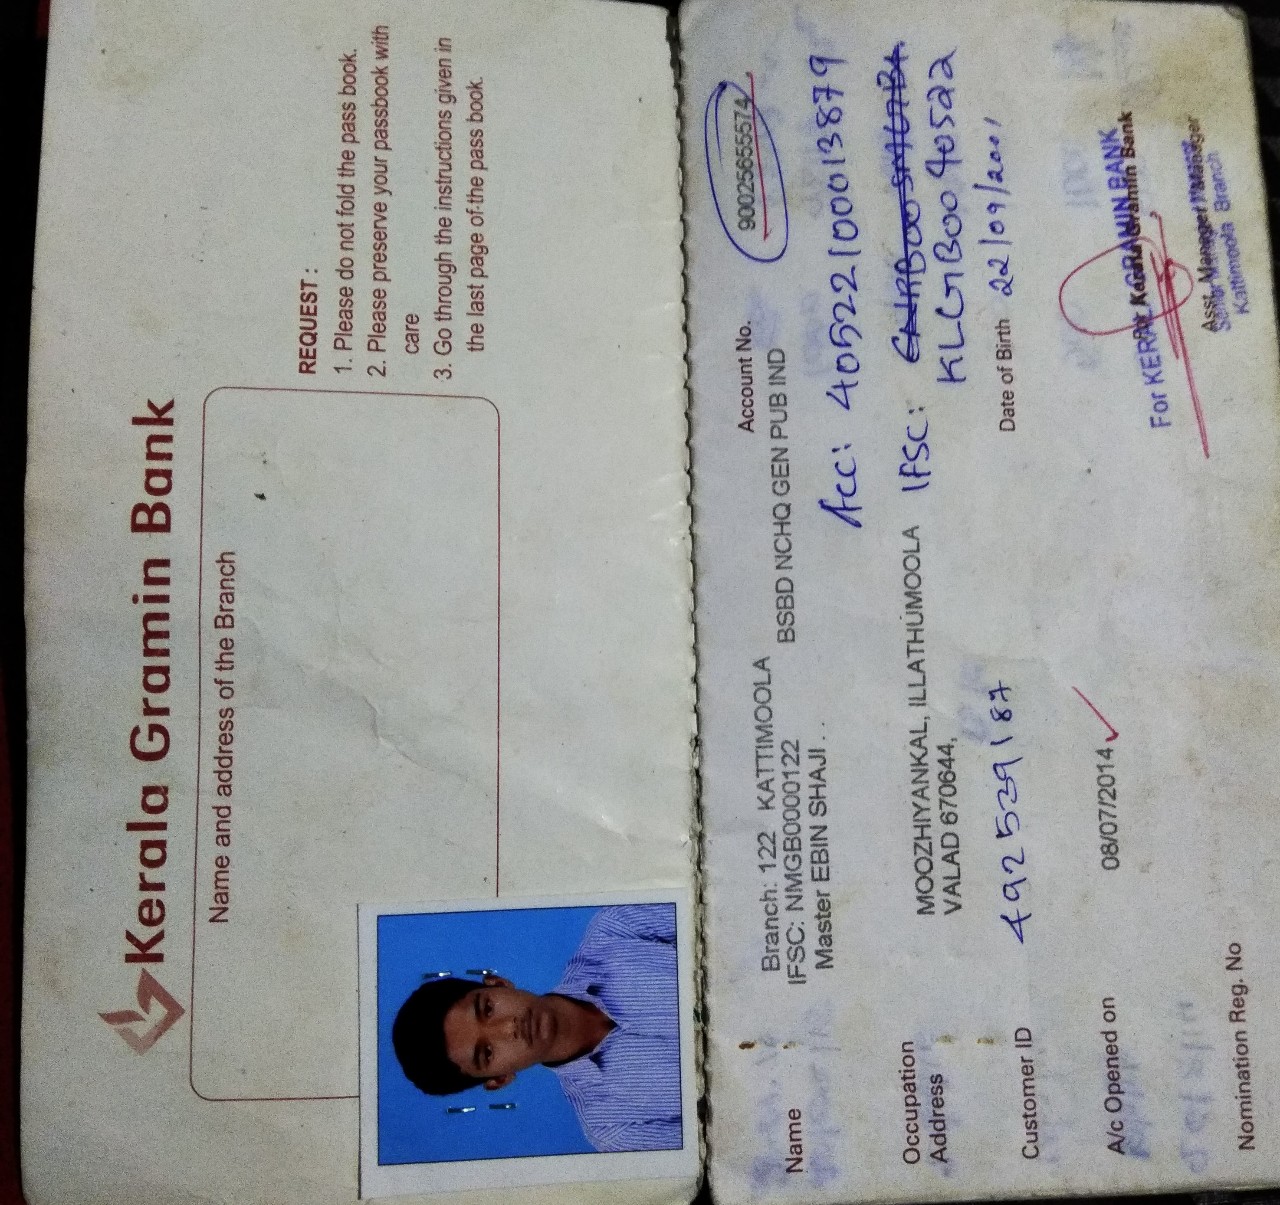 Kerala Gramin Bank
Name and address of the Branch
REQUEST :
1. Please do not fold the pass book.
2. Please preserve your passbook with
care
3. Go through the instructions given in
the last page of the pass book.
Account No. 90025655574
Branch: 122 KATTIMOOLA
IFSC: NMGB0000122 BSBD NCHQ GEN PUB IND
Name Master EBIN SHAJI . .
Acc: 40522100013879
IFSC:
KLGB0040522
Occupation
Address MOOZHIYANKAL, ILLATHUMOOLA
VALAD 670644,
Customer ID 492539187
Date of Birth 22/09/2001
A/c Opened on 08/07/2014
For KERALA GRAMIN BANK
For Kerala Gramin Bank
Asst. Manager / Manager
Kattimoola Branch
Nomination Reg. No